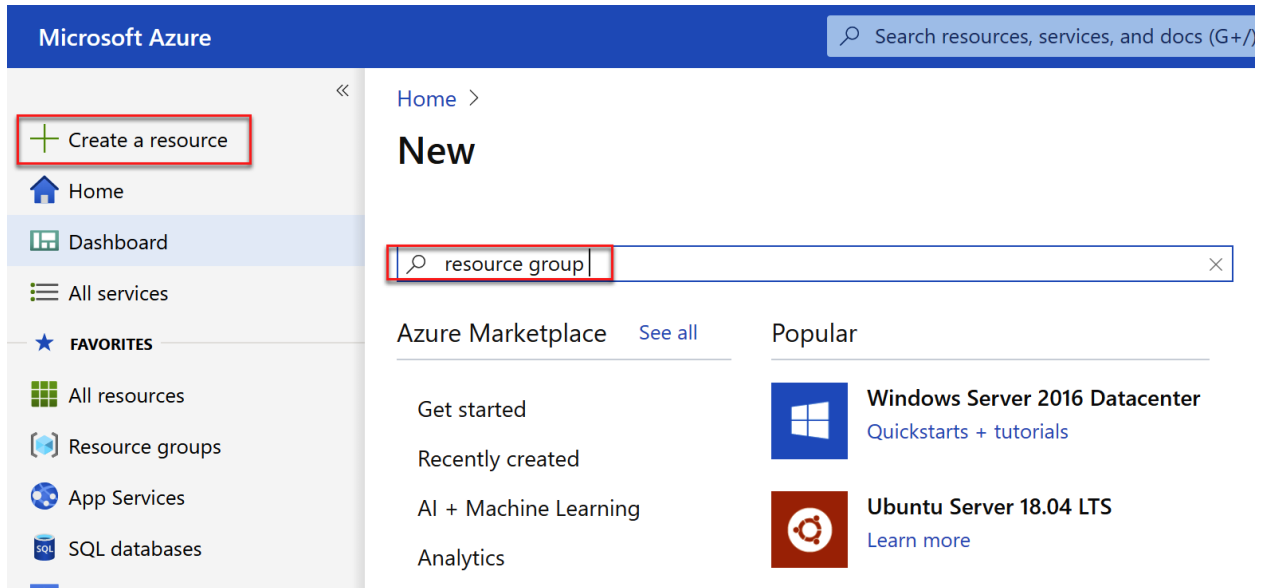 Microsoft Azure
Search resources, services, and docs (G+/)
«
Create a resource
Home
Dashboard
All services
FAVORITES
All resources
Resource groups
App Services
SQL
SQL databases
Home >
New
resource group
Azure Marketplace See all
Get started
Recently created
AI + Machine Learning
Analytics
Popular
Windows Server 2016 Datacenter
Quickstarts + tutorials
Ubuntu Server 18.04 LTS
Learn more